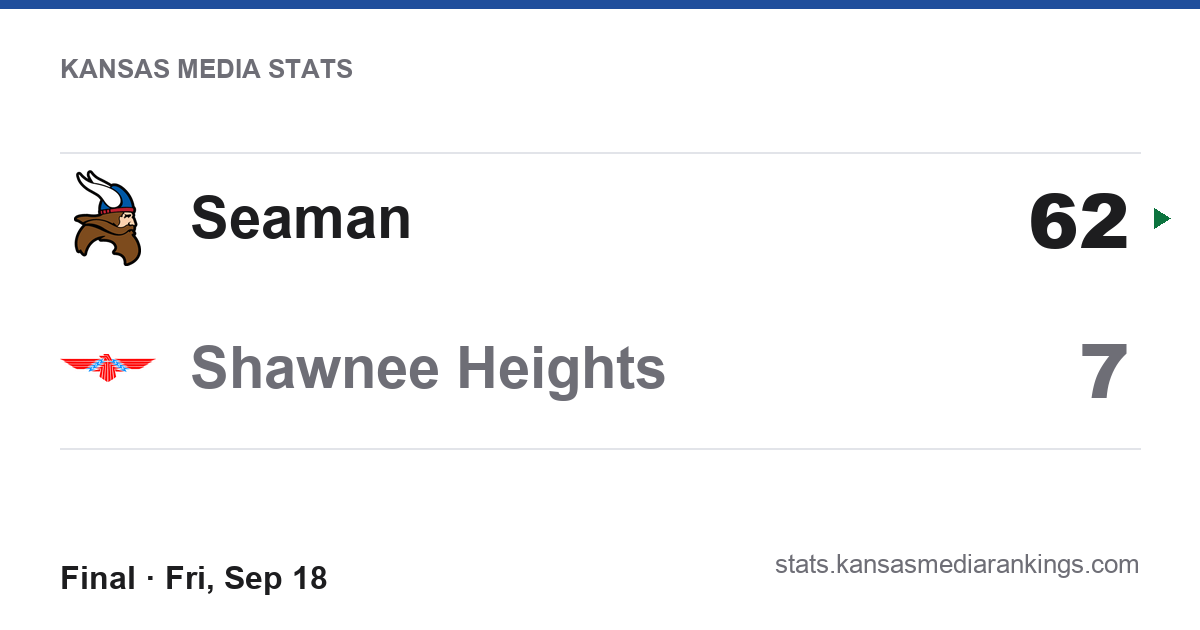 KANSAS MEDIA STATS
Seaman 62
Shawnee Heights 7
Final · Fri, Sep 18
stats.kansasmediarankings.com